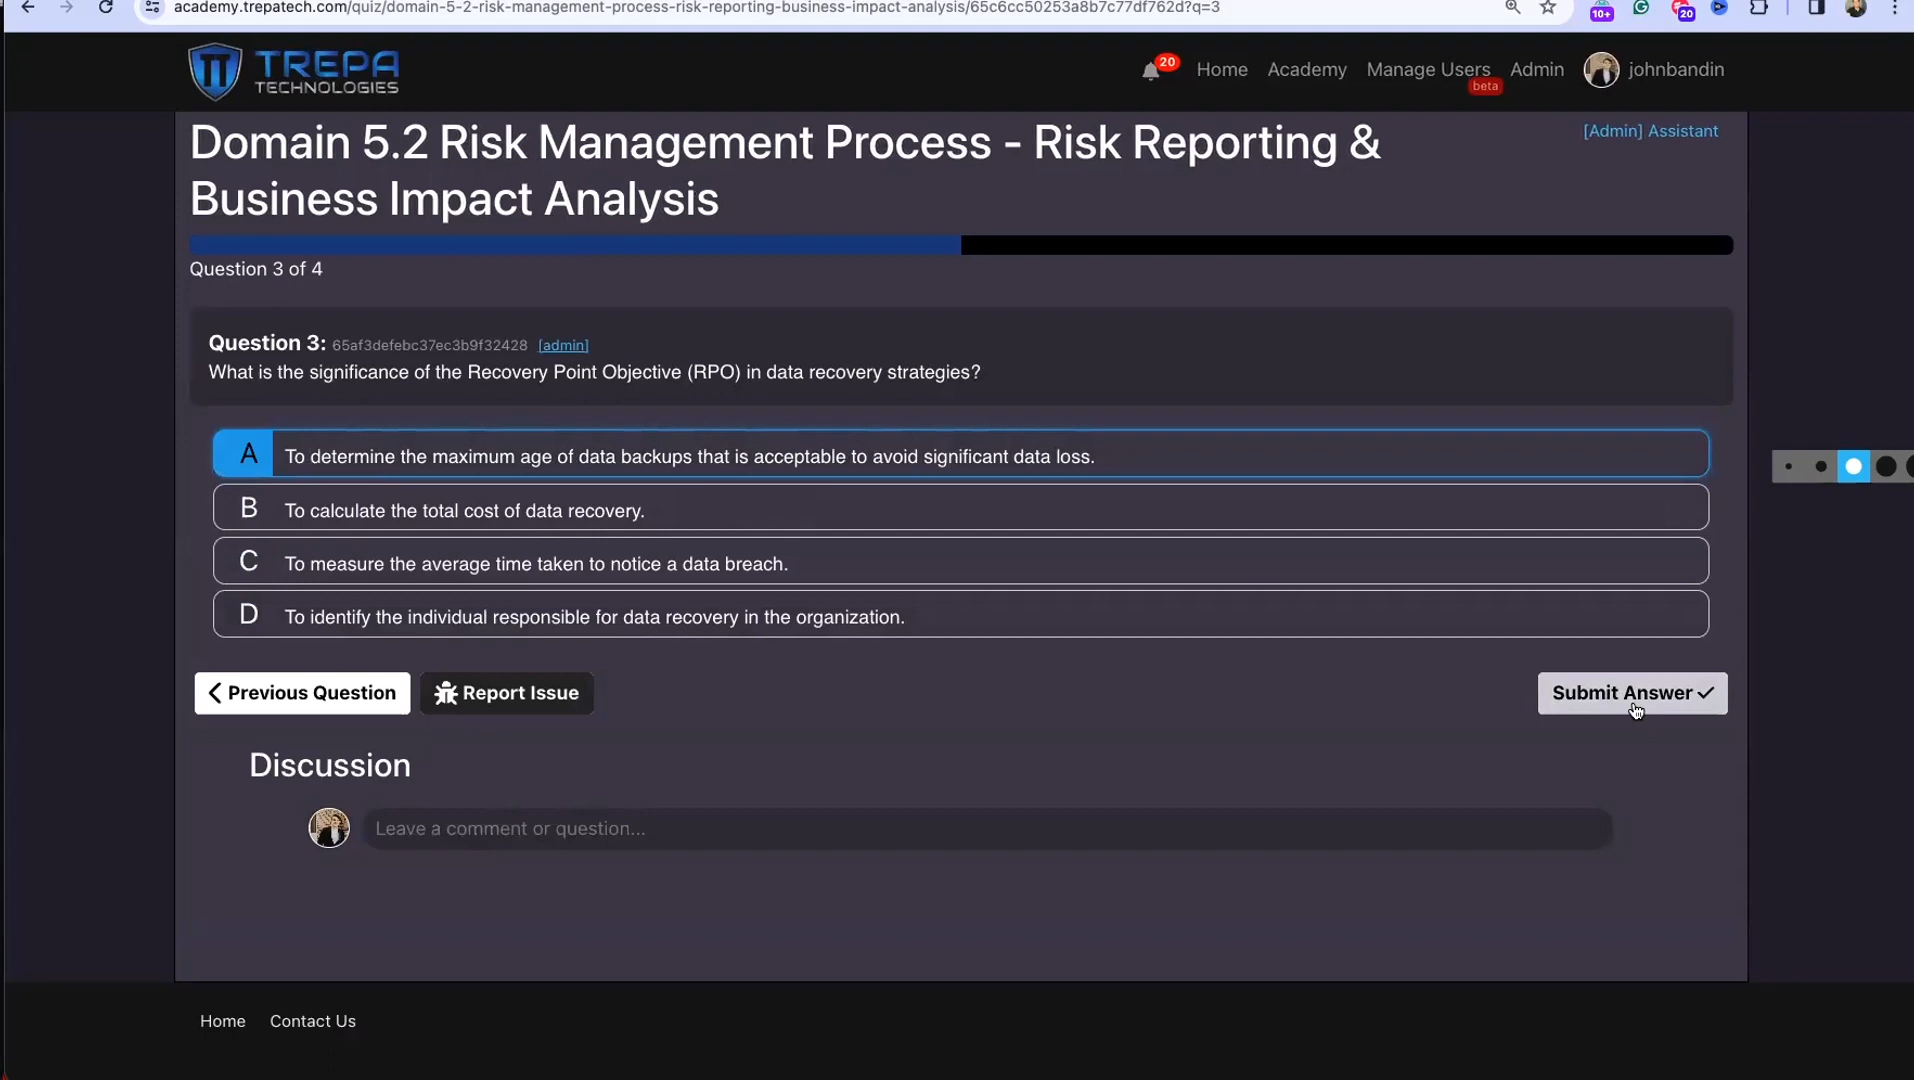 academy.trepatech.com/quiz/domain-5-2-risk-management-process-risk-reporting-business-impact-analysis/65c6cc50253a8b7c77df762d?q=3
10+
20
TREPA
TECHNOLOGIES
20
Home
Academy
Manage Users
beta
Admin
johnbandin
Domain 5.2 Risk Management Process - Risk Reporting &
Business Impact Analysis
[Admin] Assistant
Question 3 of 4
Question 3: 65af3defebc37ec3b9f32428 [admin]
What is the significance of the Recovery Point Objective (RPO) in data recovery strategies?
A To determine the maximum age of data backups that is acceptable to avoid significant data loss.
B To calculate the total cost of data recovery.
C To measure the average time taken to notice a data breach.
D To identify the individual responsible for data recovery in the organization.
Previous Question
Report Issue
Submit Answer
Discussion
Leave a comment or question...
Home
Contact Us